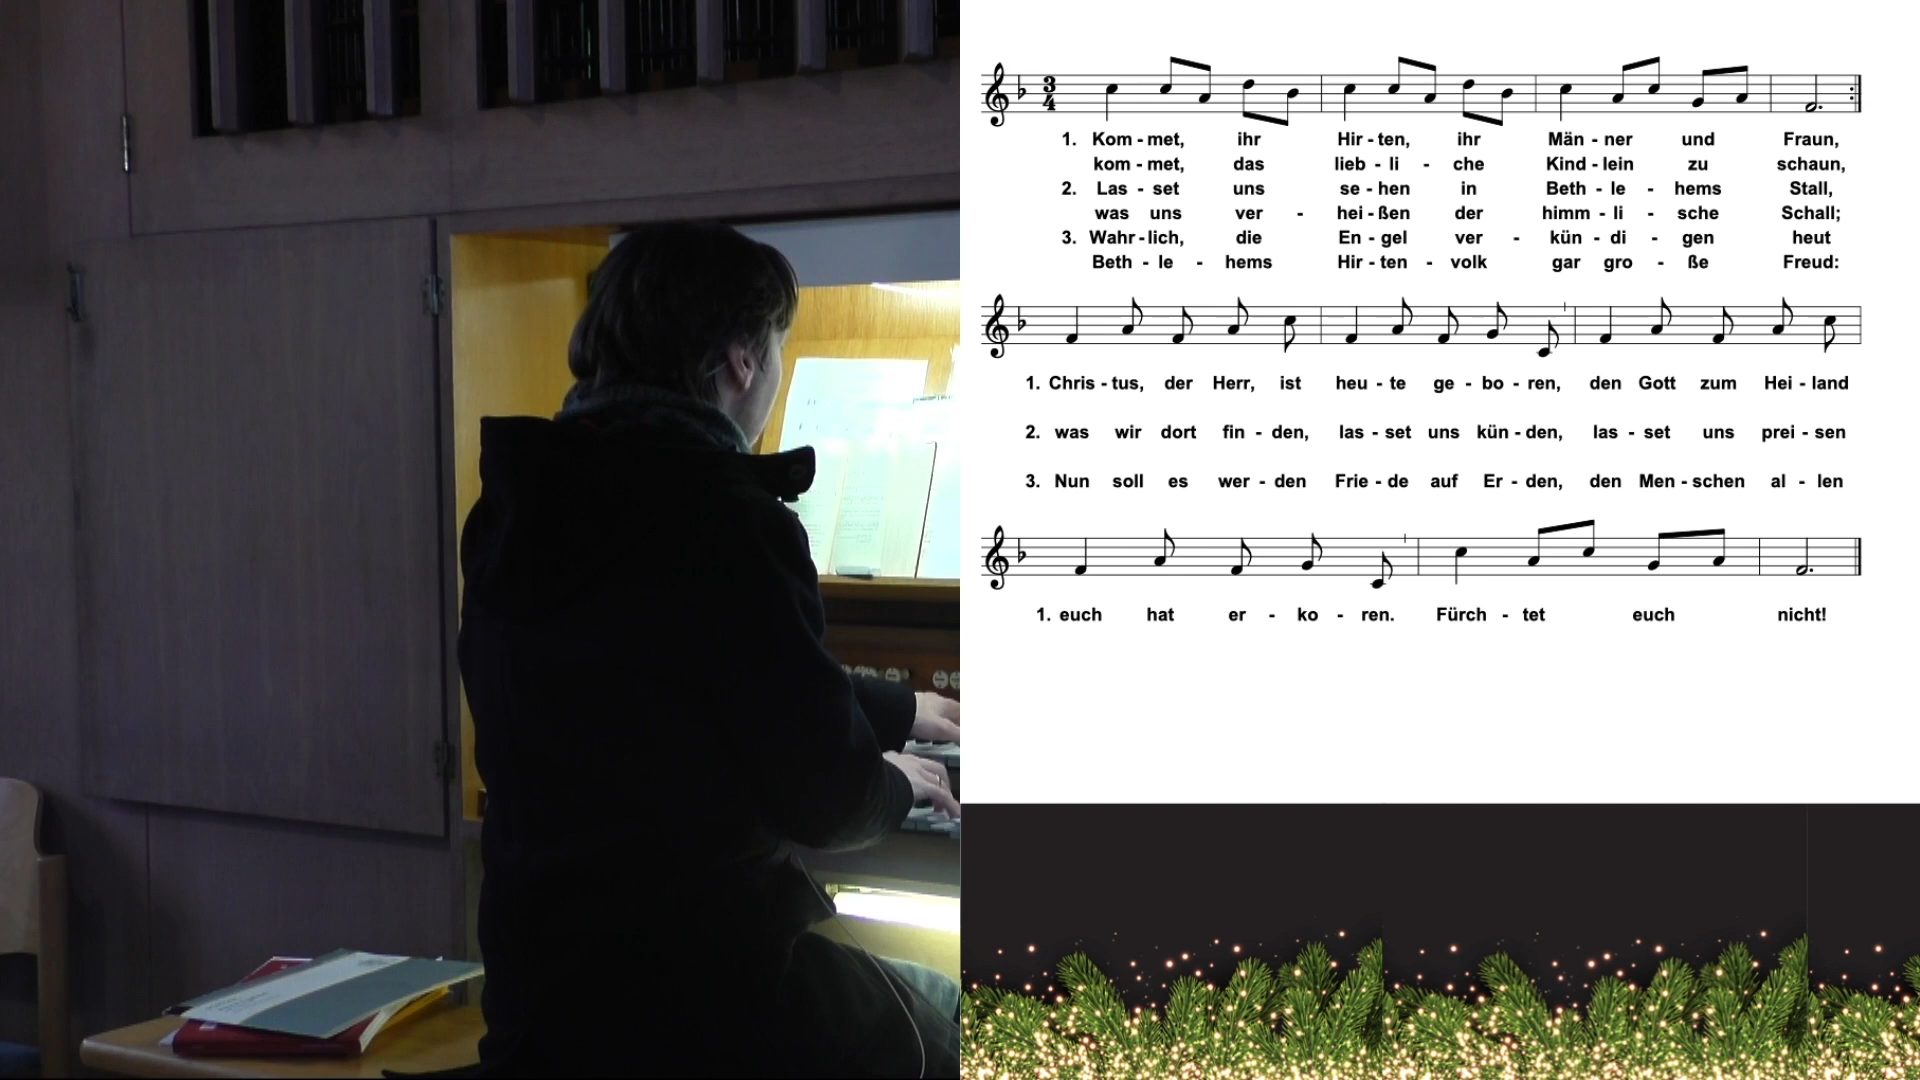 3
4
1. Kom - met, ihr Hir - ten, ihr Män - ner und Fraun,
kom - met, das lieb - li - che Kind - lein zu schaun,
2. Las - set uns se - hen in Beth - le - hems Stall,
was uns ver - hei - ßen der himm - li - sche Schall;
3. Wahr - lich, die En - gel ver - kün - di - gen heut
Beth - le - hems Hir - ten - volk gar gro - ße Freud:
1. Chris - tus, der Herr, ist heu - te ge - bo - ren, den Gott zum Hei - land
2. was wir dort fin - den, las - set uns kün - den, las - set uns prei - sen
3. Nun soll es wer - den Frie - de auf Er - den, den Men - schen al - len
1. euch hat er - ko - ren. Fürch - tet euch nicht!